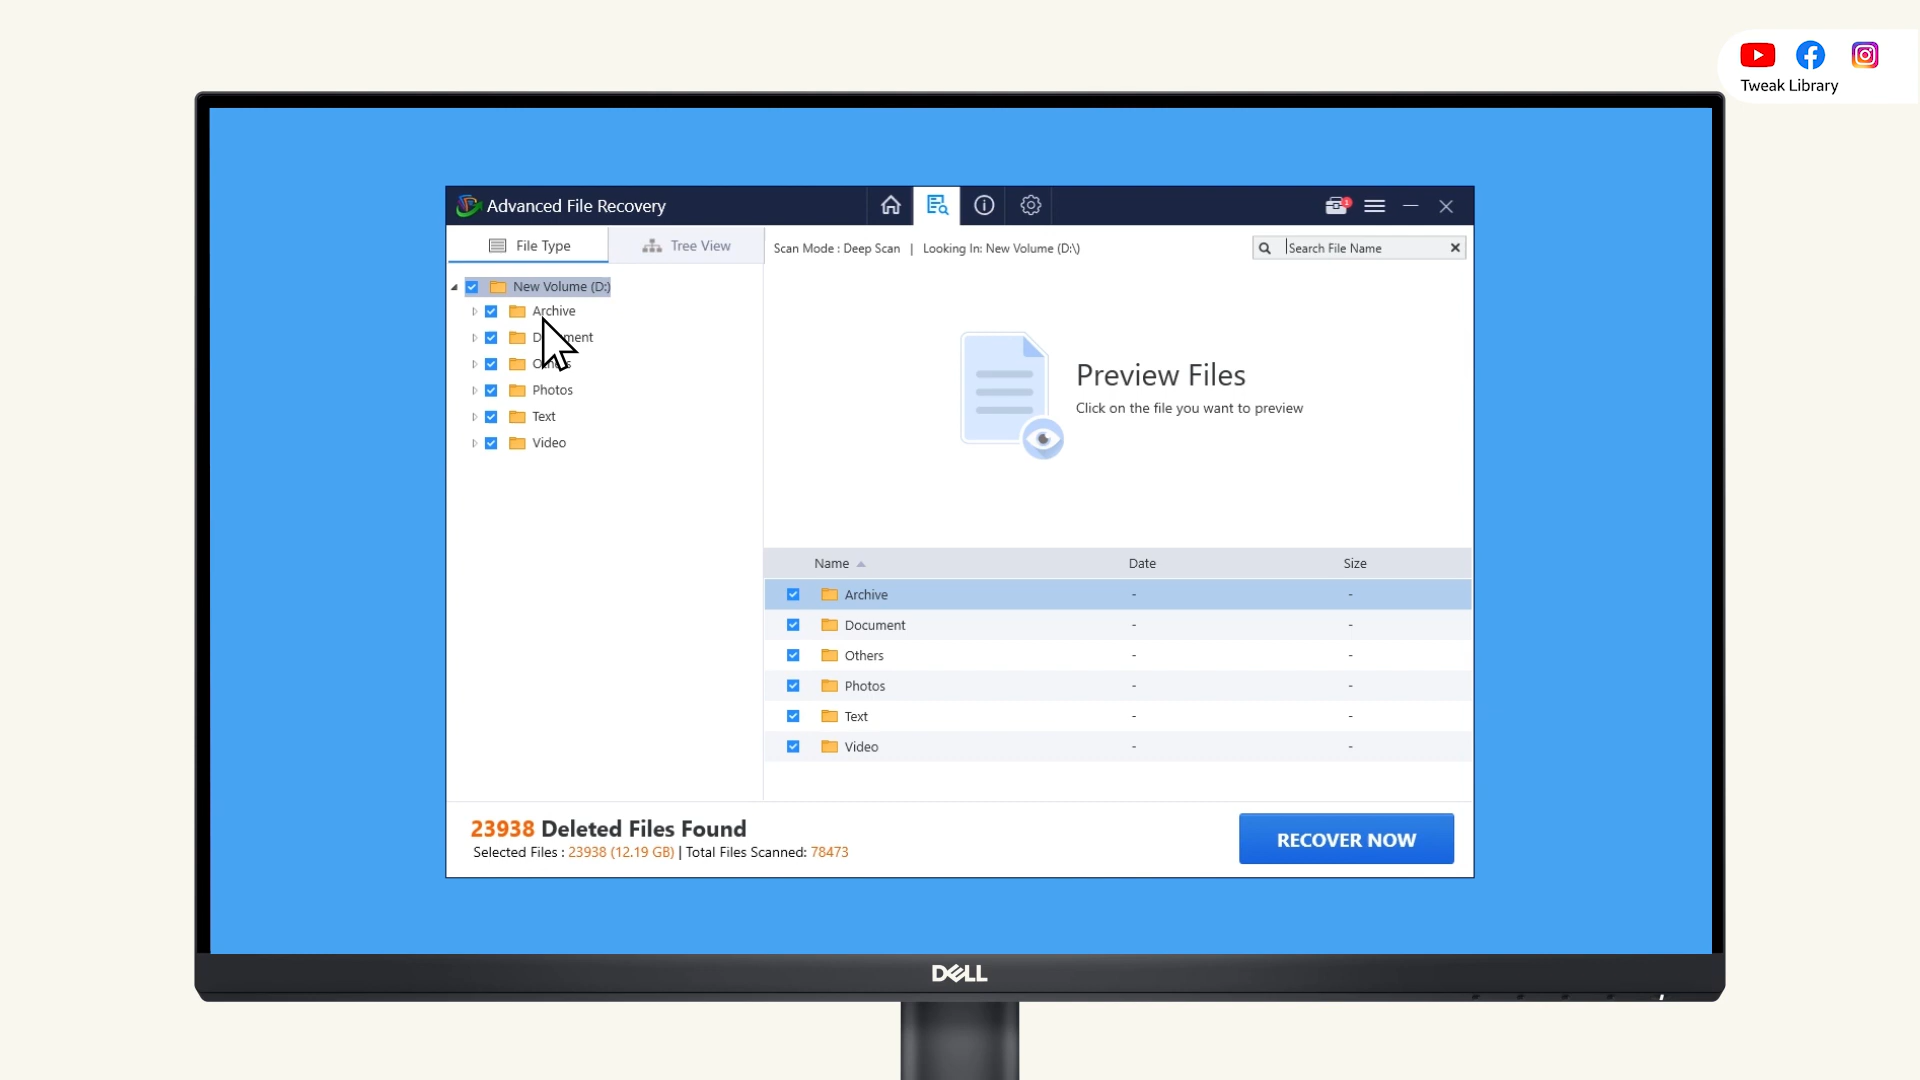 Tweak Library
Advanced File Recovery
1
File Type
Tree View
Scan Mode : Deep Scan | Looking In: New Volume (D:\)
Search File Name
New Volume (D:)
Archive
Photos
Text
Video
Preview Files
Click on the file you want to preview
Name Date Size
Archive - -
Document - -
Others - -
Photos - -
Text - -
Video - -
23938 Deleted Files Found
Selected Files : 23938 (12.19 GB) | Total Files Scanned: 78473
RECOVER NOW
DELL